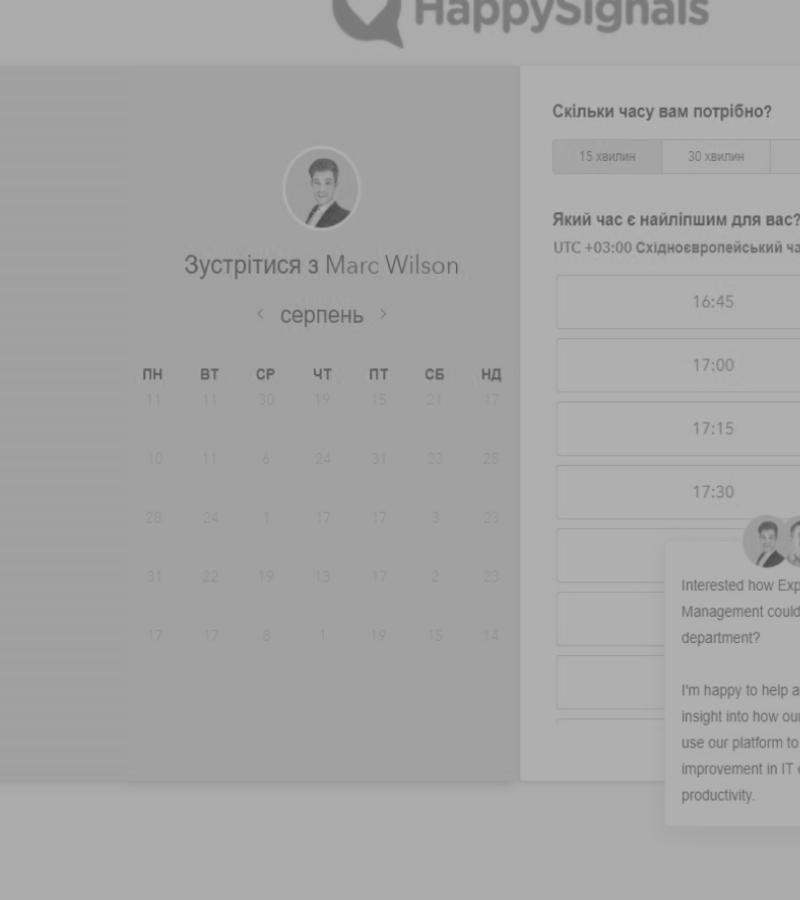 HappySignals
Зустрітися з Marc Wilson
серпень
ПН ВТ СР ЧТ ПТ СБ НД
11 11 30 19 15 21 17
10 11 6 24 31 23 25
28 24 1 17 17 3 23
31 22 19 13 17 2 23
17 17 8 1 19 15 14
Скільки часу вам потрібно?
15 хвилин 30 хвилин
Який час є найліпшим для вас?
UTC +03:00 Східноєвропейський
16:45
17:00
17:15
17:30
Interested how
Management could
department?
I'm happy to help
insight into how
use our platform to
improvement in IT
productivity.